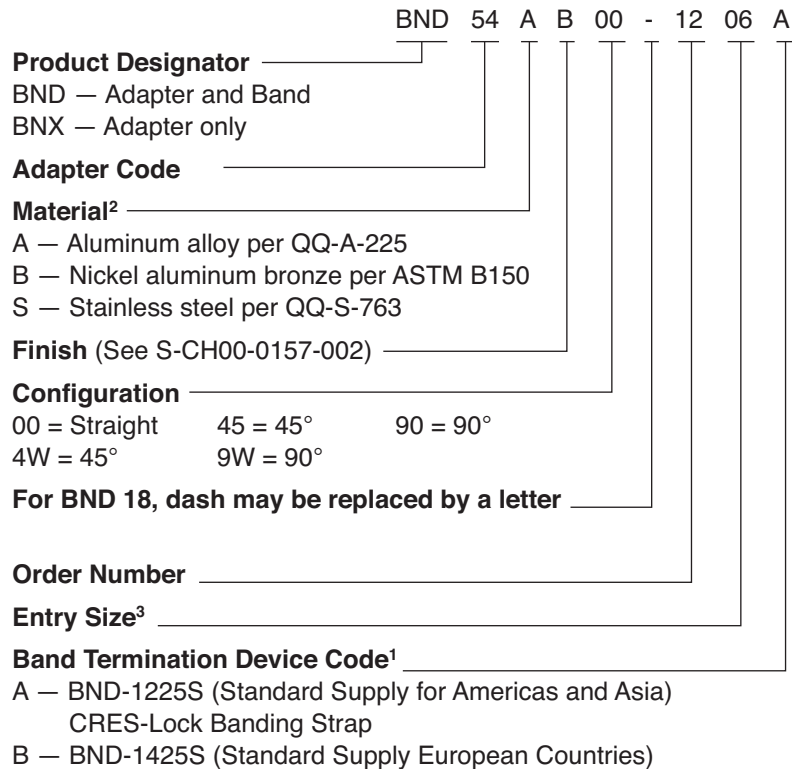 BND 54 A B 00 - 12 06 A
Product Designator
BND — Adapter and Band
BNX — Adapter only
Adapter Code
Material²
A — Aluminum alloy per QQ-A-225
B — Nickel aluminum bronze per ASTM B150
S — Stainless steel per QQ-S-763
Finish (See S-CH00-0157-002)
Configuration
00 = Straight 45 = 45° 90 = 90°
4W = 45° 9W = 90°
For BND 18, dash may be replaced by a letter
Order Number
Entry Size³
Band Termination Device Code¹
A — BND-1225S (Standard Supply for Americas and Asia)
CRES-Lock Banding Strap
B — BND-1425S (Standard Supply European Countries)